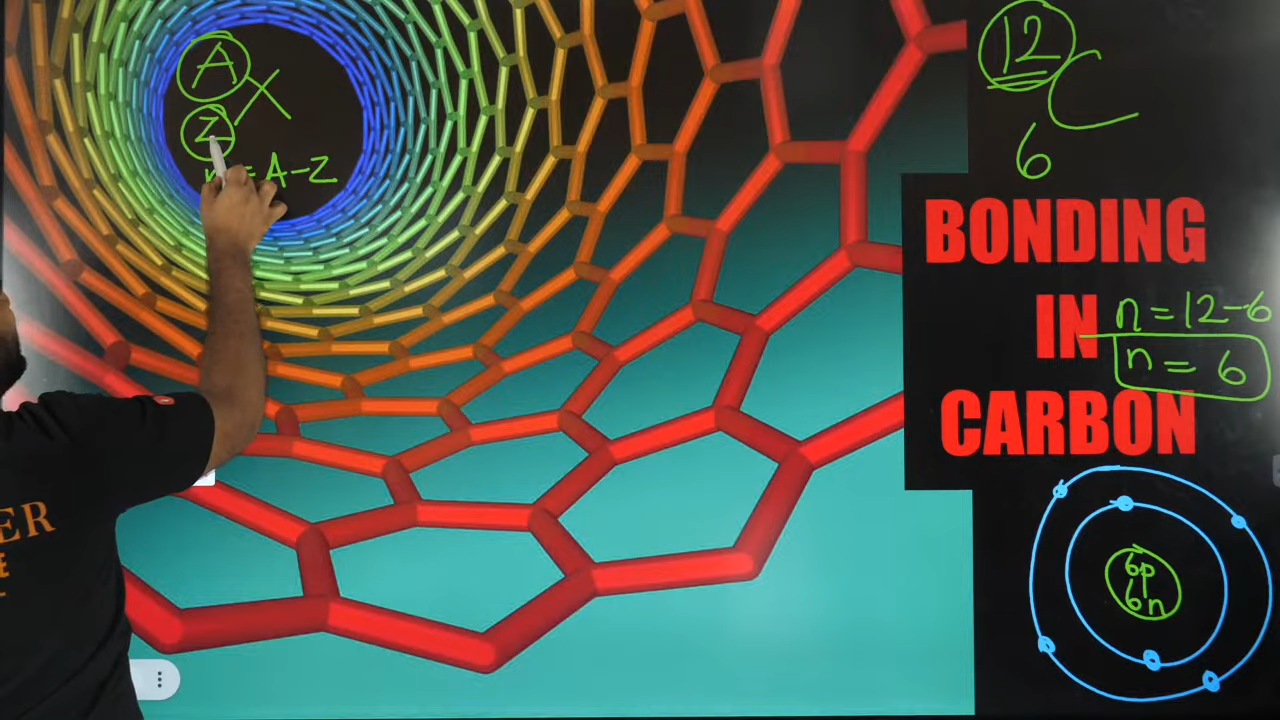 A
X
Z
= A-Z
12
C
6
BONDING
IN
CARBON
n=12-6
n = 6
6p
6n
ER